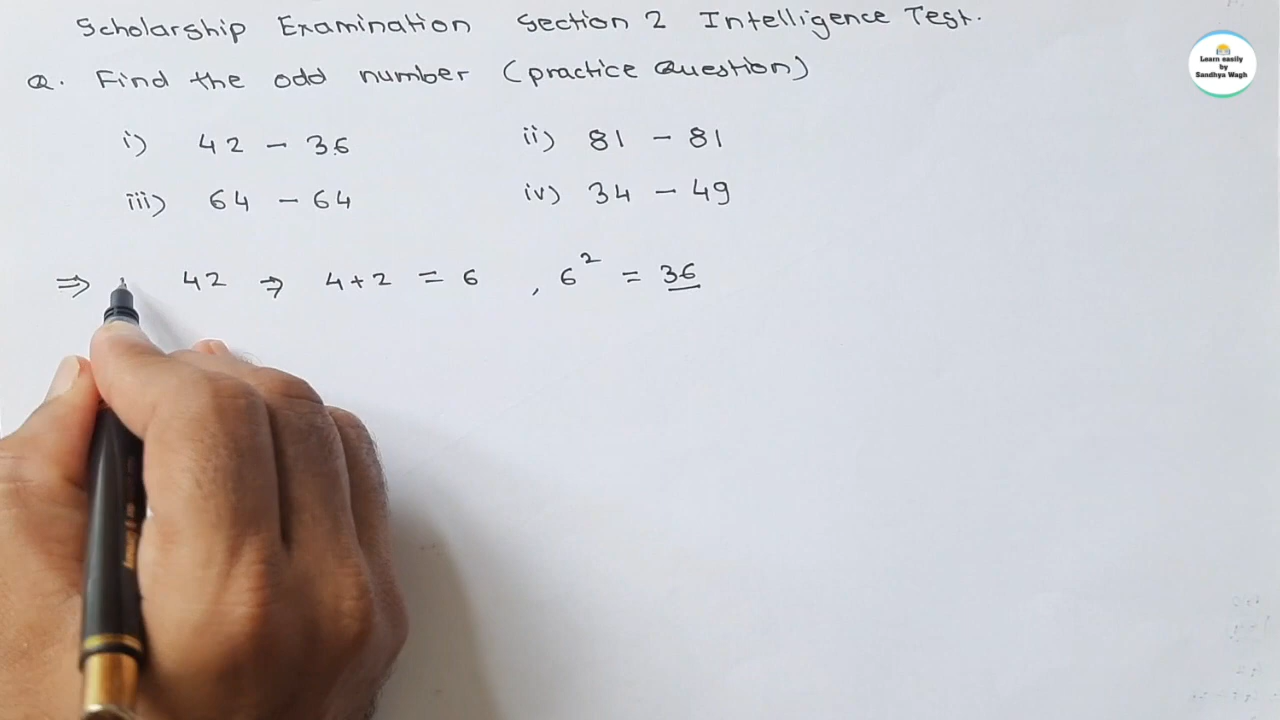 Scholarship Examination Section 2 Intelligence Test.
Q. Find the odd number (practice Question)
i) 42 - 36 ii) 81 - 81
iii) 64 - 64 iv) 34 - 49
⇒ 42 ⇒ 4+2 = 6 , 6² = 36
Learn easily
by
Sandhya Wagh